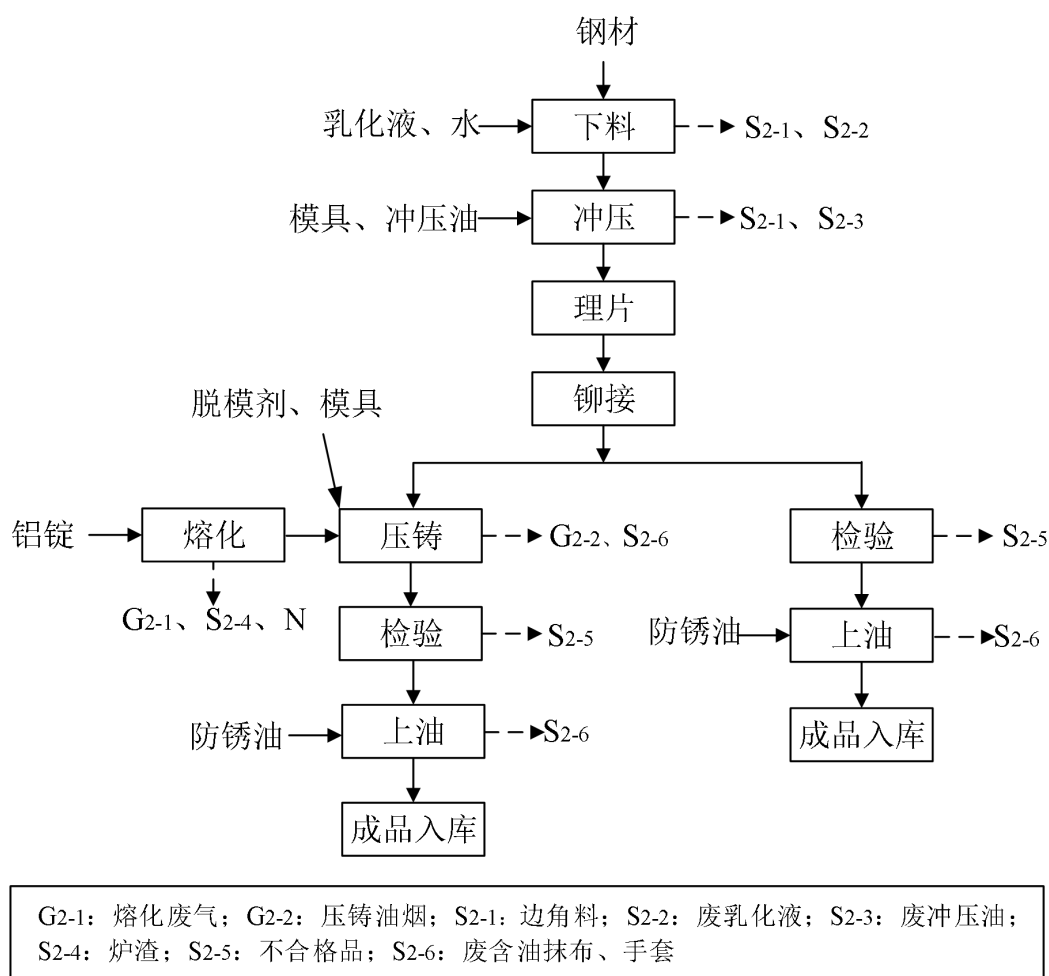 钢材
乳化液、水
下料
S2-1、S2-2
模具、冲压油
冲压
S2-1、S2-3
理片
铆接
脱模剂、模具
铝锭
熔化
压铸
G2-2、S2-6
检验
S2-5
G2-1、S2-4、N
检验
S2-5
防锈油
上油
S2-6
防锈油
上油
S2-6
成品入库
成品入库
G2-1：熔化废气；G2-2：压铸油烟；S2-1：边角料；S2-2：废乳化液；S2-3：废冲压油；
S2-4：炉渣；S2-5：不合格品；S2-6：废含油抹布、手套